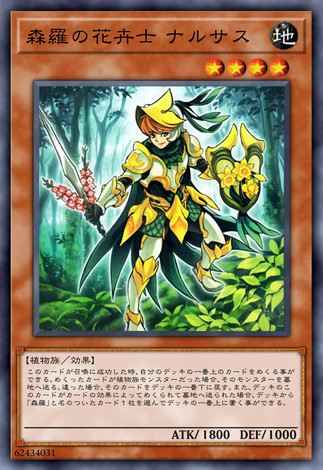 森羅の花卉士 ナルサス
地
【植物族／効果】
このカードが召喚に成功した時、自分のデッキの一番上のカードをめくる事が
できる。めくったカードが植物族モンスターだった場合、そのモンスターを墓
地へ送る。違った場合、そのカードをデッキの一番下に戻す。また、デッキのこ
のカードがカードの効果によってめくられて墓地へ送られた場合、デッキから
「森羅」と名のついたカード１枚を選んでデッキの一番上に置く事ができる。
ATK/1800 DEF/1000
62434031